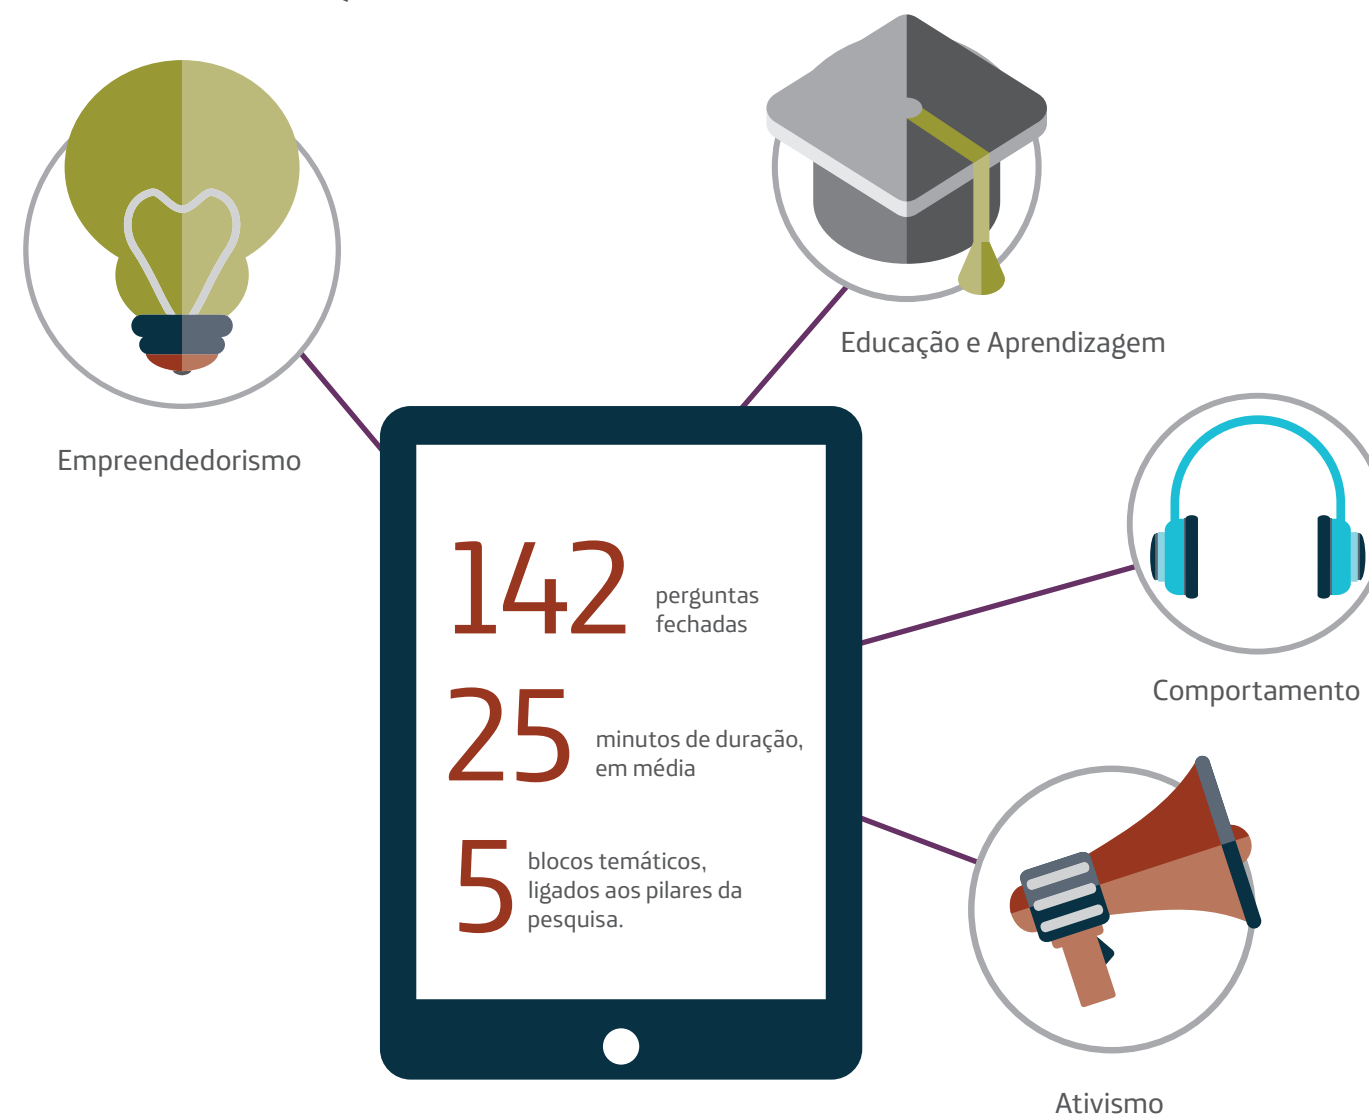 Educação e Aprendizagem
Empreendedorismo
142
perguntas
fechadas
25
minutos de duração,
em média
5
blocos temáticos,
ligados aos pilares da
pesquisa.
Comportamento
Ativismo